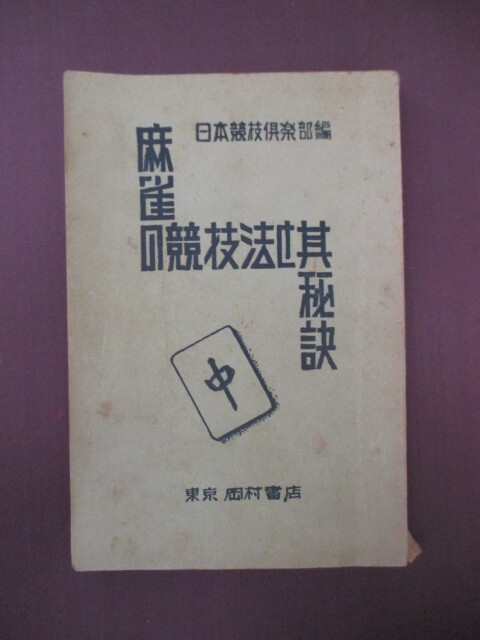 日本競技倶楽部編
麻雀の競技法と其秘訣
中
東京 岡村書店